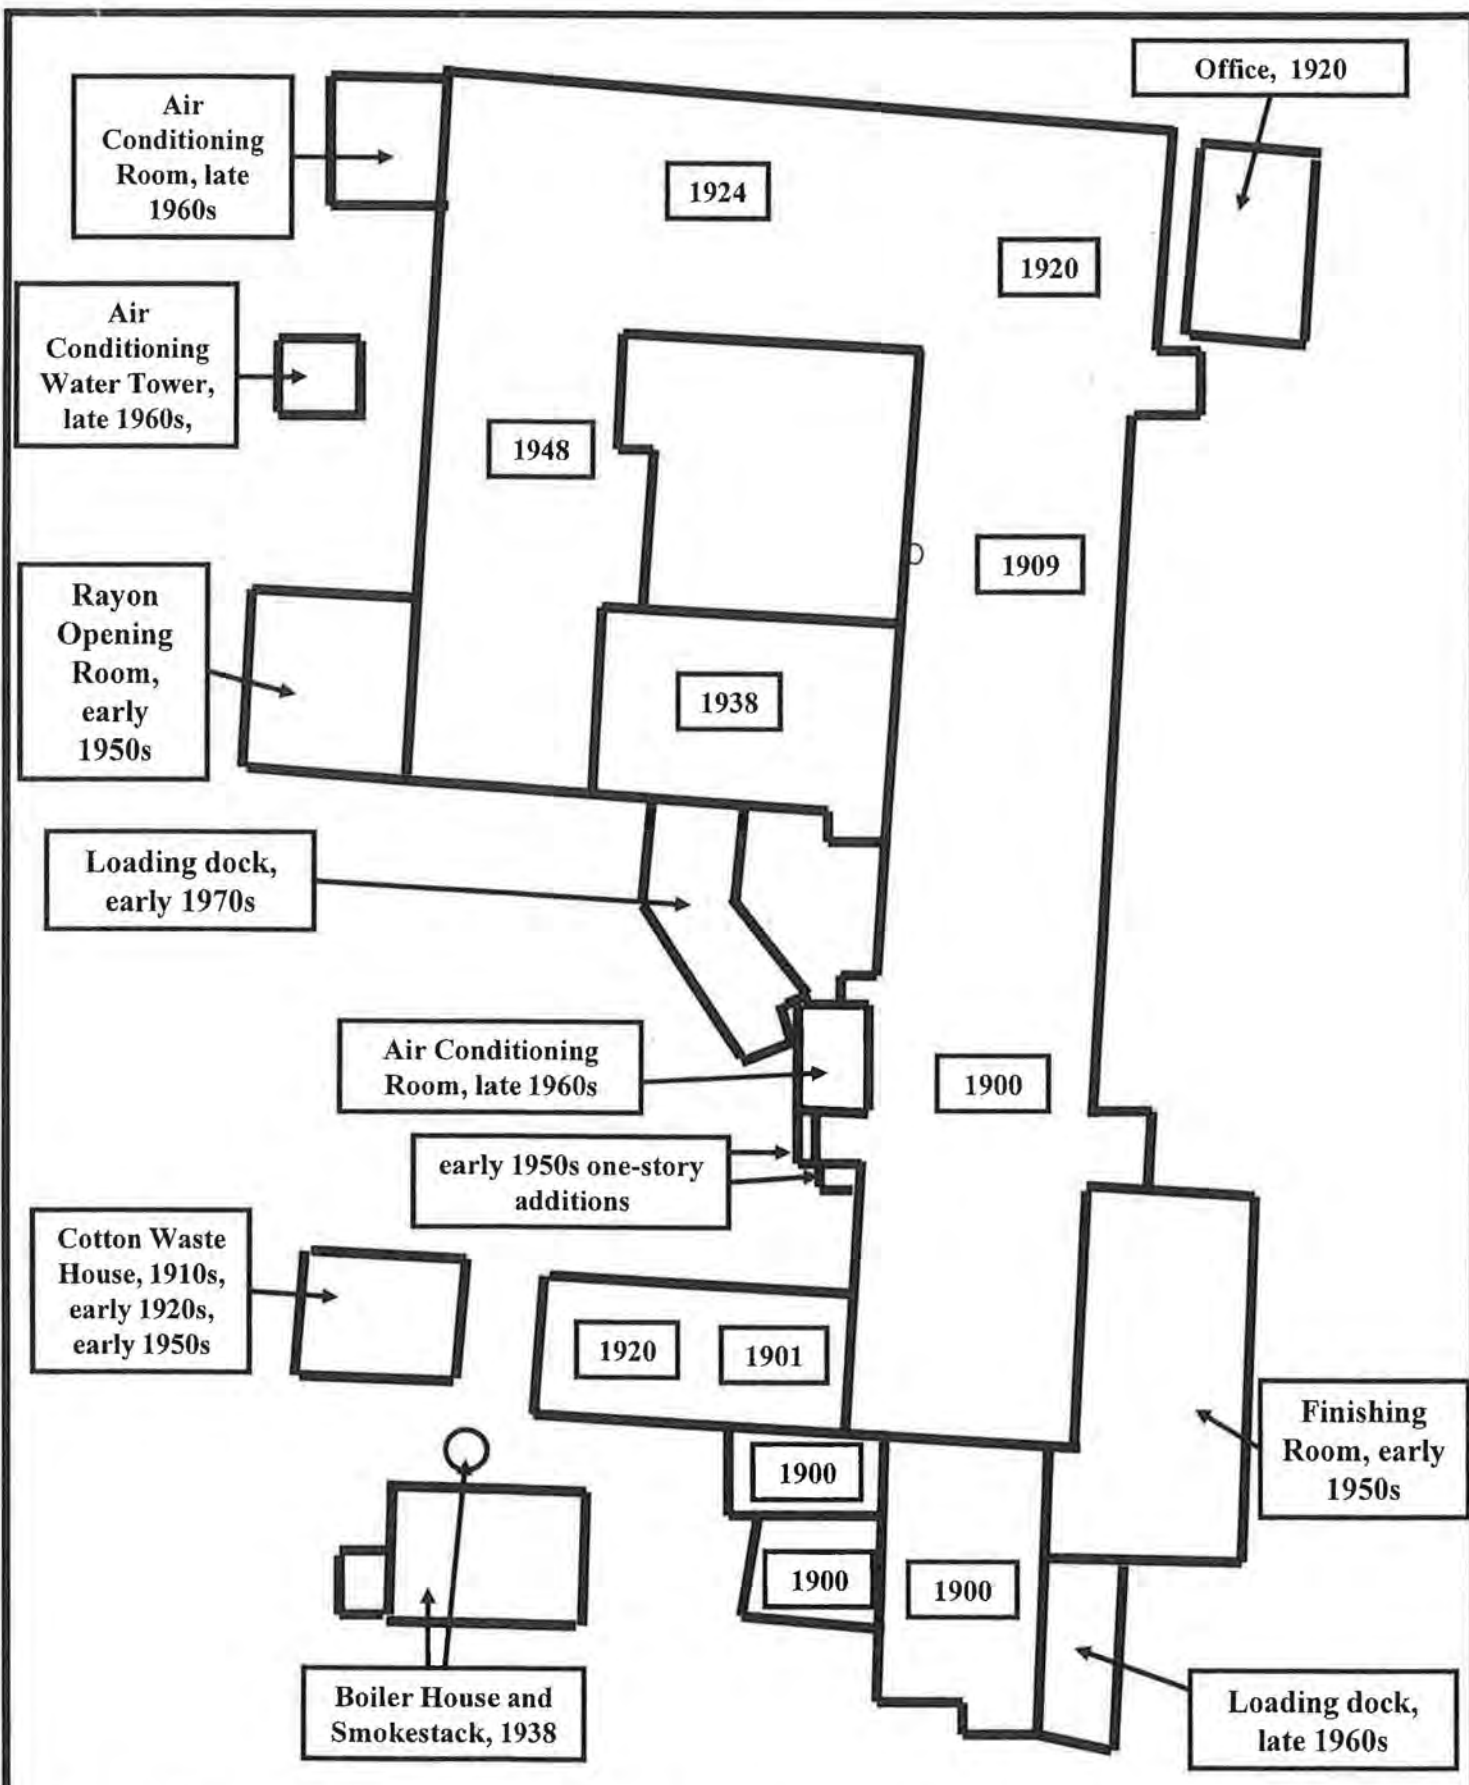 Office, 1920
Air
Conditioning
Room, late
1960s
1924
1920
Air
Conditioning
Water Tower,
late 1960s,
1948
1909
Rayon
Opening
Room,
early
1950s
1938
Loading dock,
early 1970s
Air Conditioning
Room, late 1960s
1900
early 1950s one-story
additions
Cotton Waste
House, 1910s,
early 1920s,
early 1950s
1920
1901
Finishing
Room, early
1950s
1900
1900
1900
Boiler House and
Smokestack, 1938
Loading dock,
late 1960s